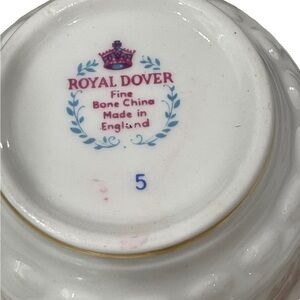 ROYAL DOVER
Fine
Bone China
Made in
England
5